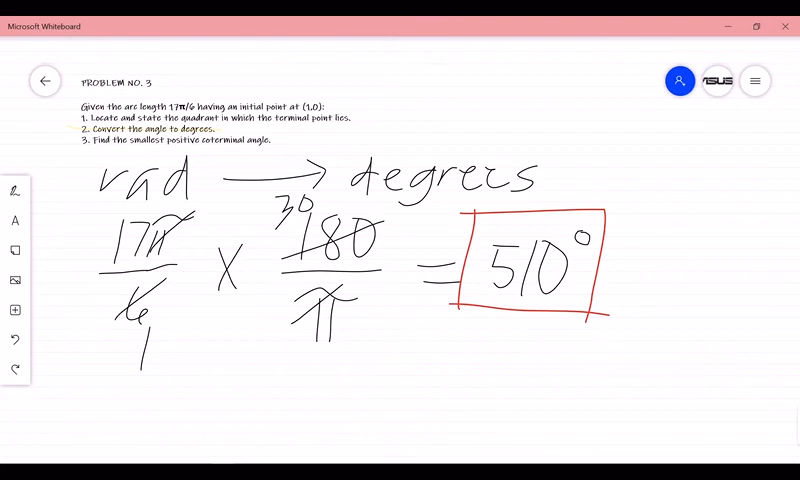 Microsoft Whiteboard
PROBLEM NO. 3
ASUS
Given the arc length 17π/6 having an initial point at (1,0):
1. Locate and state the quadrant in which the terminal point lies.
2. Convert the angle to degrees.
3. Find the smallest positive coterminal angle.
rad → degrees
30
17π/6 × 180/π = 510°
1